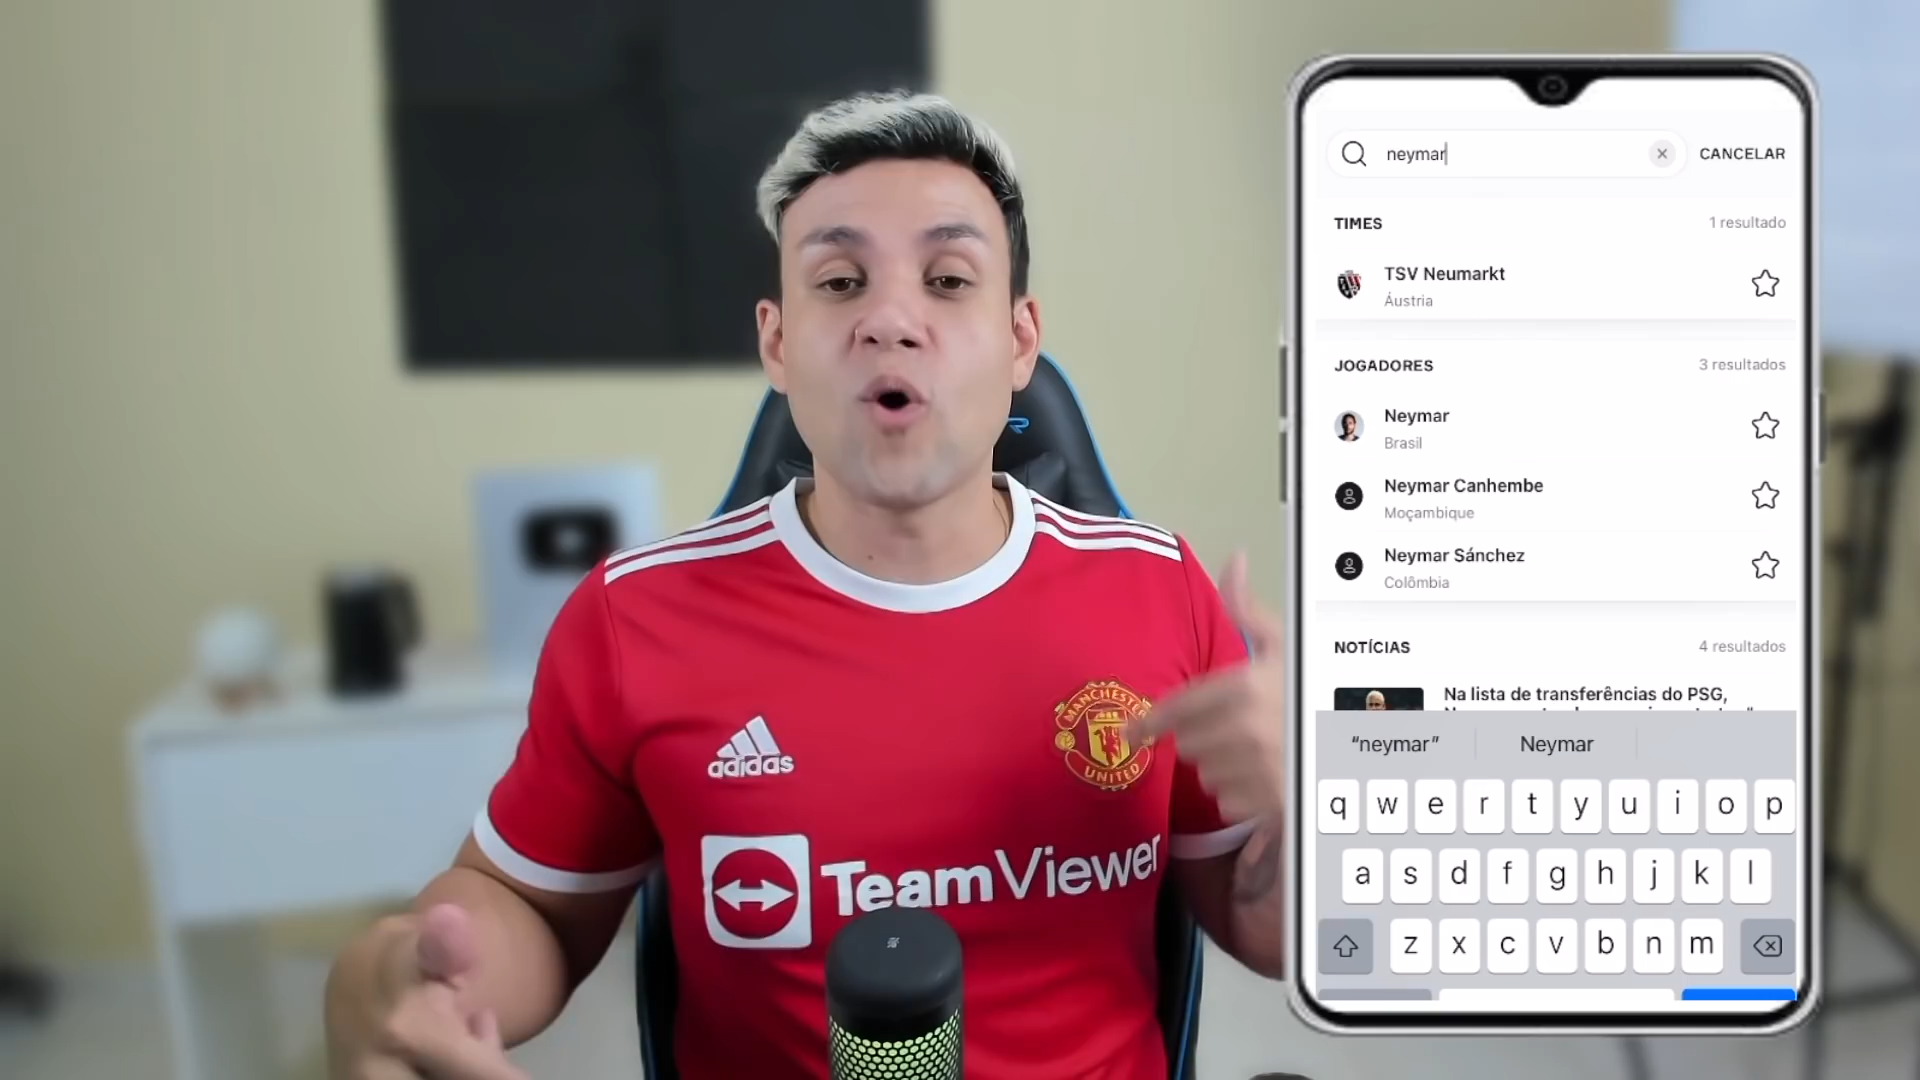 neymar
CANCELAR
TIMES
1 resultado
TSV Neumarkt
Áustria
JOGADORES
3 resultados
Neymar
Brasil
Neymar Canhembe
Moçambique
Neymar Sánchez
Colômbia
NOTÍCIAS
4 resultados
Na lista de transferências do PSG,
“neymar”
Neymar
q w e r t y u i o p
a s d f g h j k l
z x c v b n m
adidas
MANCHESTER
UNITED
TeamViewer